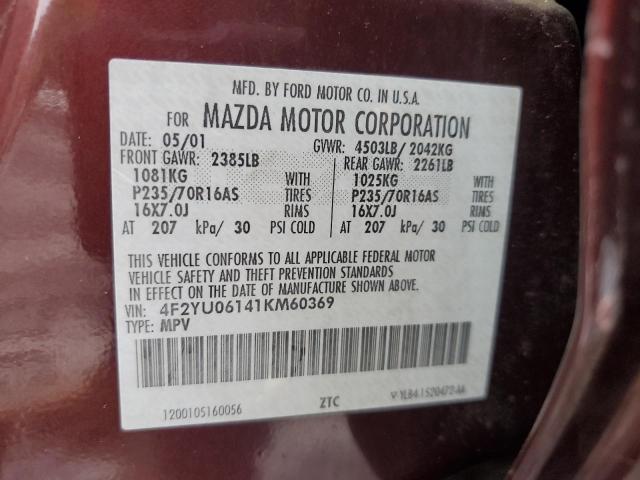 MFD. BY FORD MOTOR CO. IN U.S.A.
FOR MAZDA MOTOR CORPORATION
DATE: 05/01 GVWR: 4503LB/ 2042KG
FRONT GAWR: 2385LB REAR GAWR: 2261LB
1081KG WITH 1025KG WITH
P235/70R16AS TIRES P235/70R16AS TIRES
16X7.0J RIMS 16X7.0J RIMS
AT 207 kPa/ 30 PSI COLD AT 207 kPa/ 30 PSI COLD
THIS VEHICLE CONFORMS TO ALL APPLICABLE FEDERAL MOTOR
VEHICLE SAFETY AND THEFT PREVENTION STANDARDS
IN EFFECT ON THE DATE OF MANUFACTURE SHOWN ABOVE.
VIN: 4F2YU06141KM60369
TYPE: MPV
1200105160056 ZTC YL84-1520472-AA